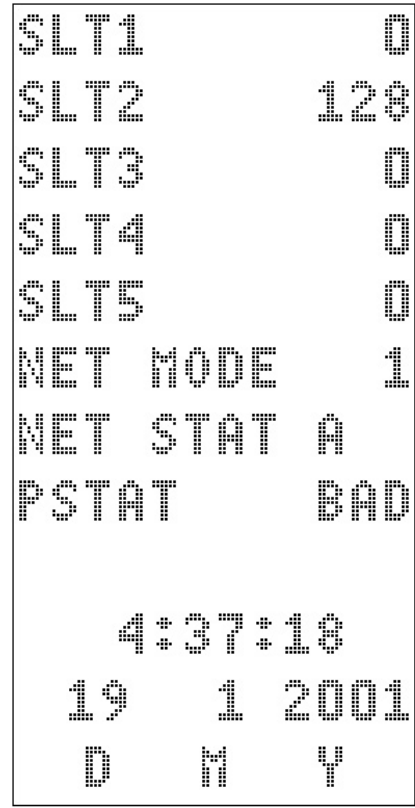 SLT1 0
SLT2 128
SLT3 0
SLT4 0
SLT5 0
NET MODE 1
NET STAT A
PSTAT BAD
4:37:18
19 1 2001
D M Y